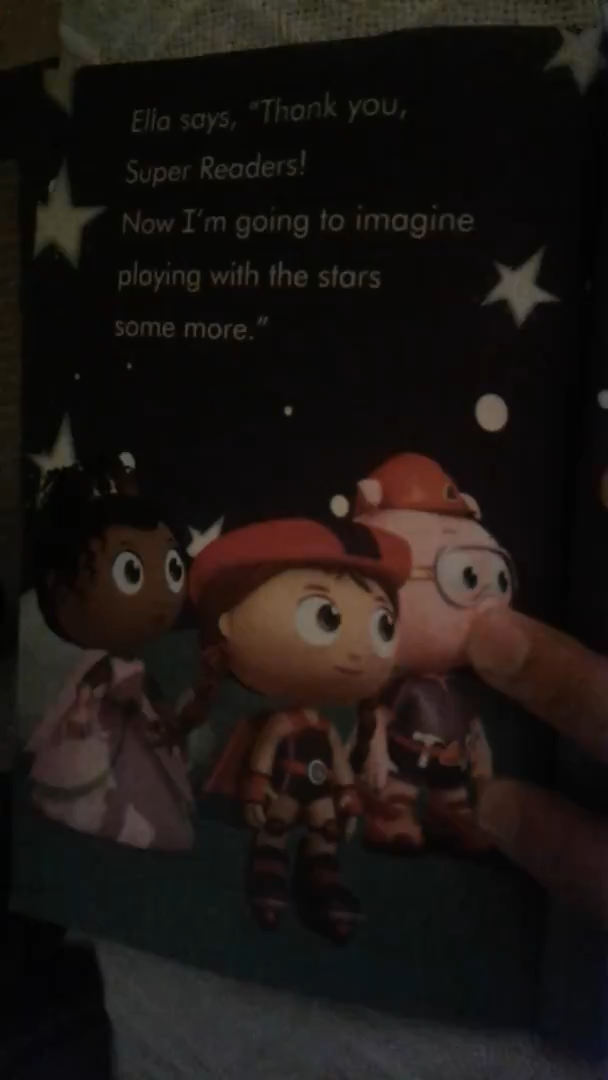 Ella says, "Thank you,
Super Readers!
Now I'm going to imagine
playing with the stars
some more."